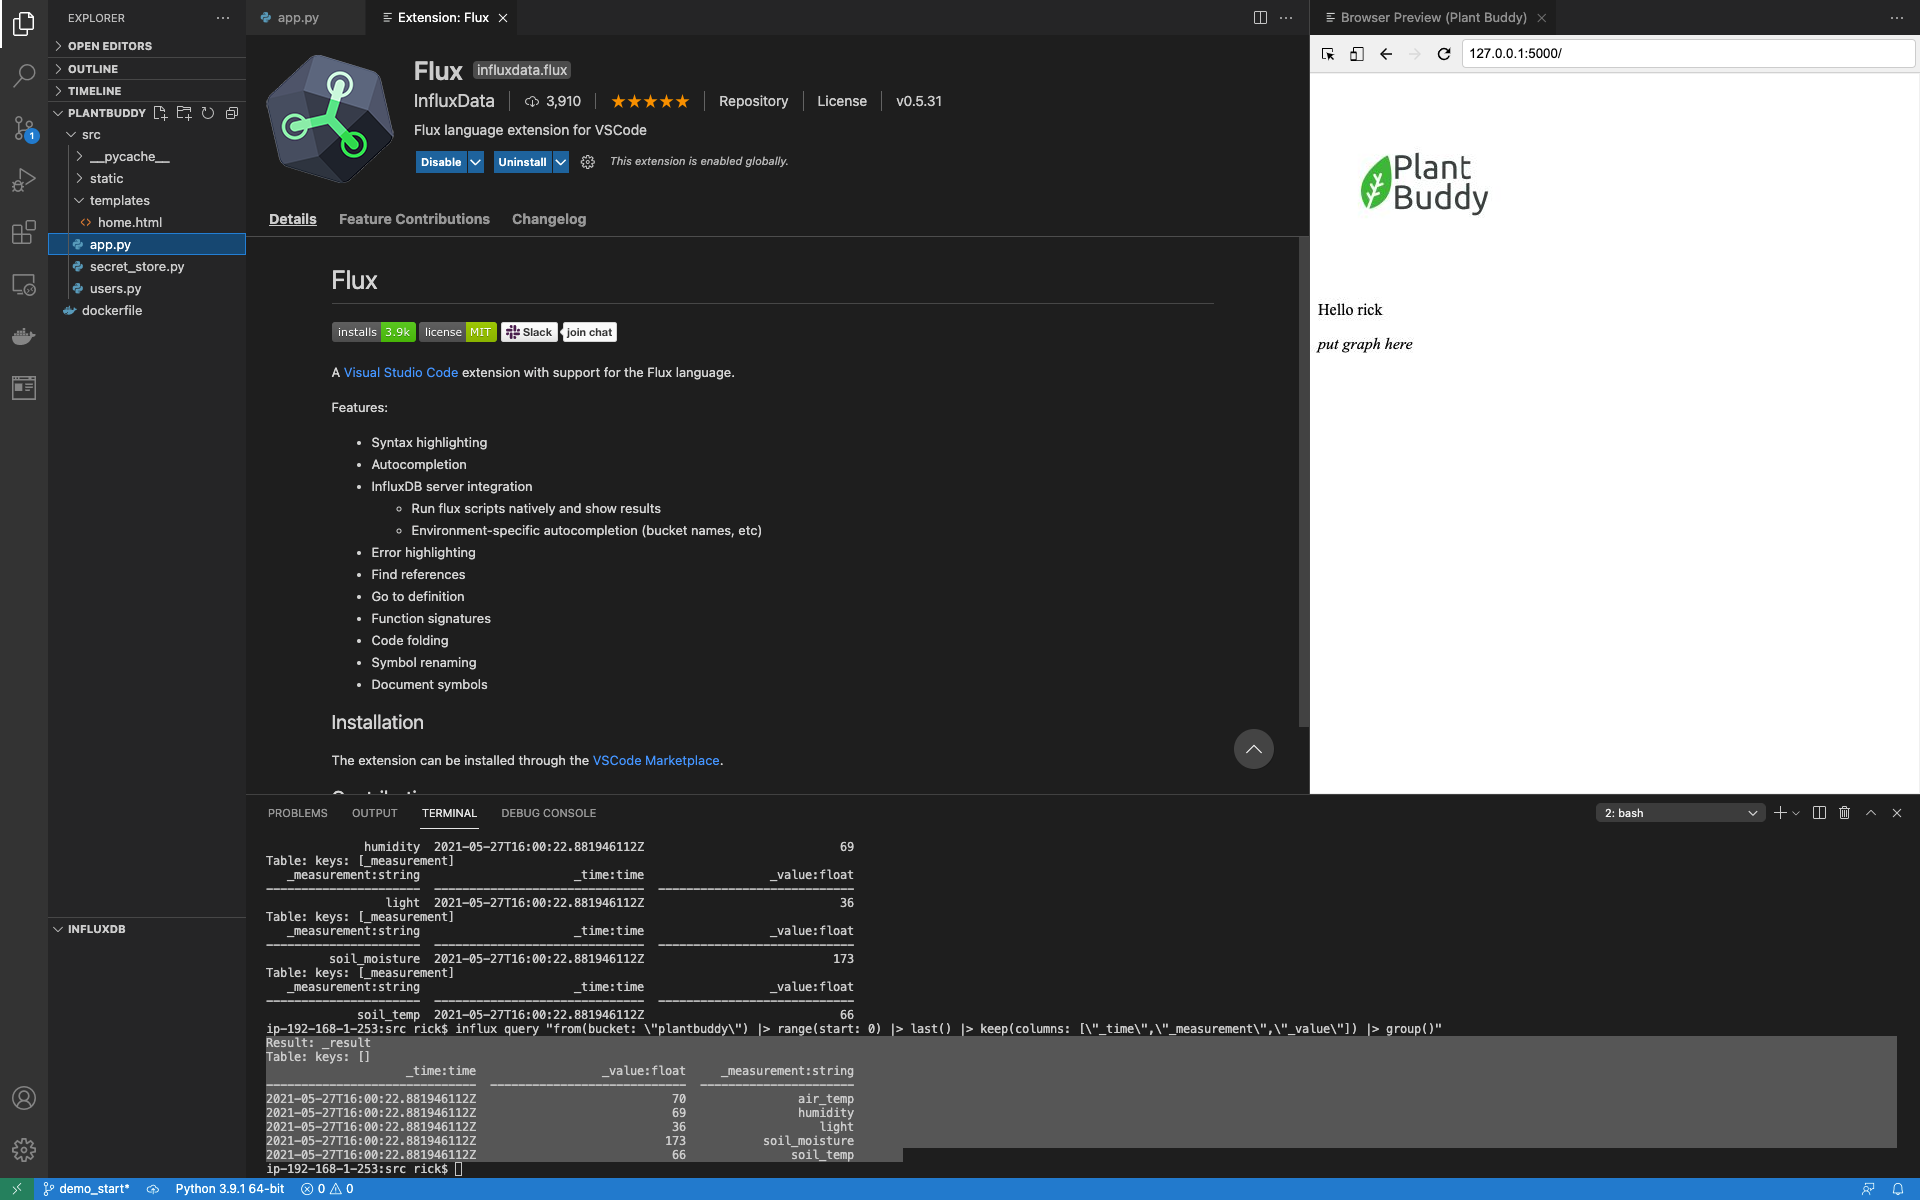 EXPLORER
OPEN EDITORS
OUTLINE
TIMELINE
PLANTBUDDY
src
__pycache__
static
templates
<> home.html
app.py
secret_store.py
users.py
dockerfile
INFLUXDB
1
app.py
Extension: Flux
Flux influxdata.flux
InfluxData 3,910 ★★★★★ Repository License v0.5.31
Flux language extension for VSCode
Disable Uninstall This extension is enabled globally.
Details Feature Contributions Changelog
Flux
installs 3.9k license MIT Slack join chat
A Visual Studio Code extension with support for the Flux language.
Features:
• Syntax highlighting
• Autocompletion
• InfluxDB server integration
◦ Run flux scripts natively and show results
◦ Environment-specific autocompletion (bucket names, etc)
• Error highlighting
• Find references
• Go to definition
• Function signatures
• Code folding
• Symbol renaming
• Document symbols
Installation
The extension can be installed through the VSCode Marketplace.
Browser Preview (Plant Buddy)
127.0.0.1:5000/
Plant
Buddy
Hello rick
put graph here
PROBLEMS OUTPUT TERMINAL DEBUG CONSOLE 2: bash
humidity 2021-05-27T16:00:22.881946112Z 69
Table: keys: [_measurement]
_measurement:string _time:time _value:float
---------------------- ------------------------------ ----------------------------
light 2021-05-27T16:00:22.881946112Z 36
Table: keys: [_measurement]
_measurement:string _time:time _value:float
---------------------- ------------------------------ ----------------------------
soil_moisture 2021-05-27T16:00:22.881946112Z 173
Table: keys: [_measurement]
_measurement:string _time:time _value:float
---------------------- ------------------------------ ----------------------------
soil_temp 2021-05-27T16:00:22.881946112Z 66
ip-192-168-1-253:src rick$ influx query "from(bucket: \"plantbuddy\") |> range(start: 0) |> last() |> keep(columns: [\"_time\",\"_measurement\",\"_value\"]) |> group()"
Result: _result
Table: keys: []
_time:time _value:float _measurement:string
------------------------------ ---------------------------- ----------------------
2021-05-27T16:00:22.881946112Z 70 air_temp
2021-05-27T16:00:22.881946112Z 69 humidity
2021-05-27T16:00:22.881946112Z 36 light
2021-05-27T16:00:22.881946112Z 173 soil_moisture
2021-05-27T16:00:22.881946112Z 66 soil_temp
ip-192-168-1-253:src rick$
demo_start* Python 3.9.1 64-bit 0 0